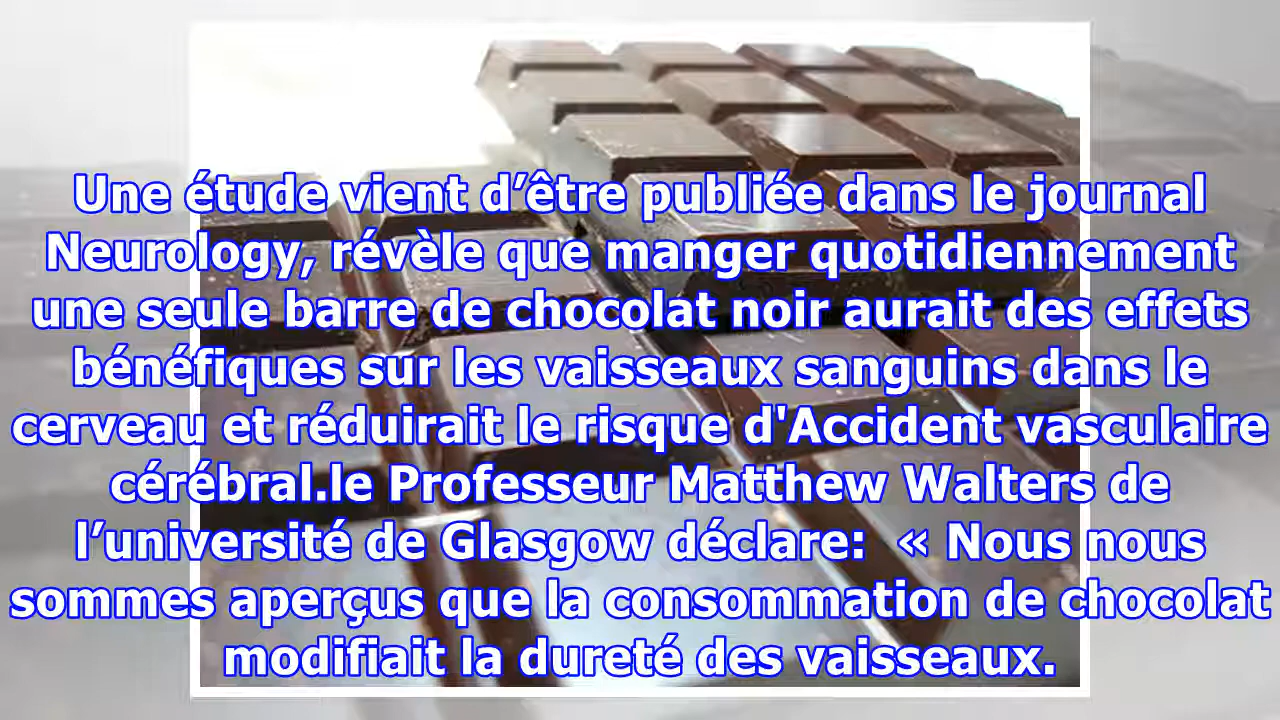 Une étude vient d’être publiée dans le journal
Neurology, révèle que manger quotidiennement
une seule barre de chocolat noir aurait des effets
bénéfiques sur les vaisseaux sanguins dans le
cerveau et réduirait le risque d'Accident vasculaire
cérébral.le Professeur Matthew Walters de
l’université de Glasgow déclare:  « Nous nous
sommes aperçus que la consommation de chocolat
modifiait la dureté des vaisseaux.